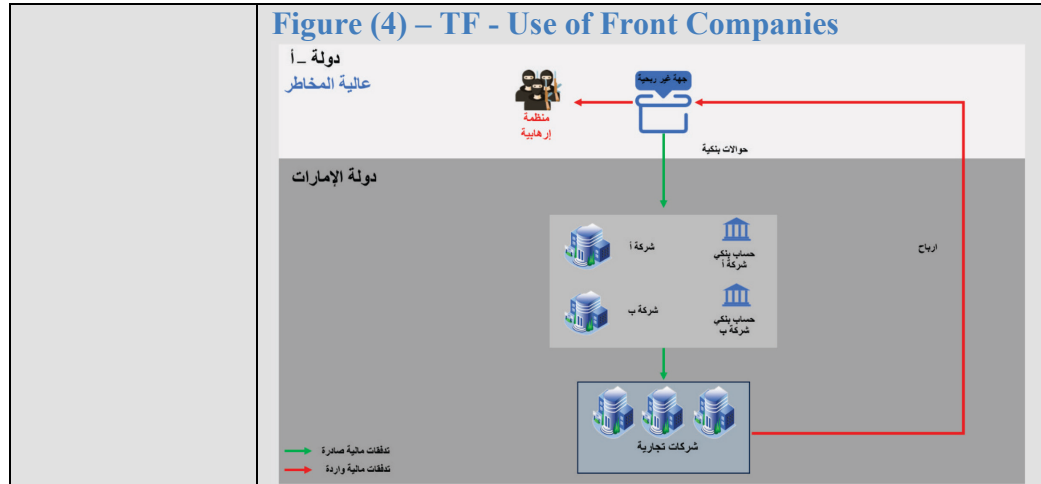 Figure (4) – TF - Use of Front Companies
دولة _ أ
عالية المخاطر
جهة غير ربحية
منظمة
إرهابية
حوالات بنكية
دولة الإمارات
شركة أ
حساب بنكي
شركة أ
ارباح
شركة ب
حساب بنكي
شركة ب
شركات تجارية
تدفقات مالية صادرة
تدفقات مالية واردة